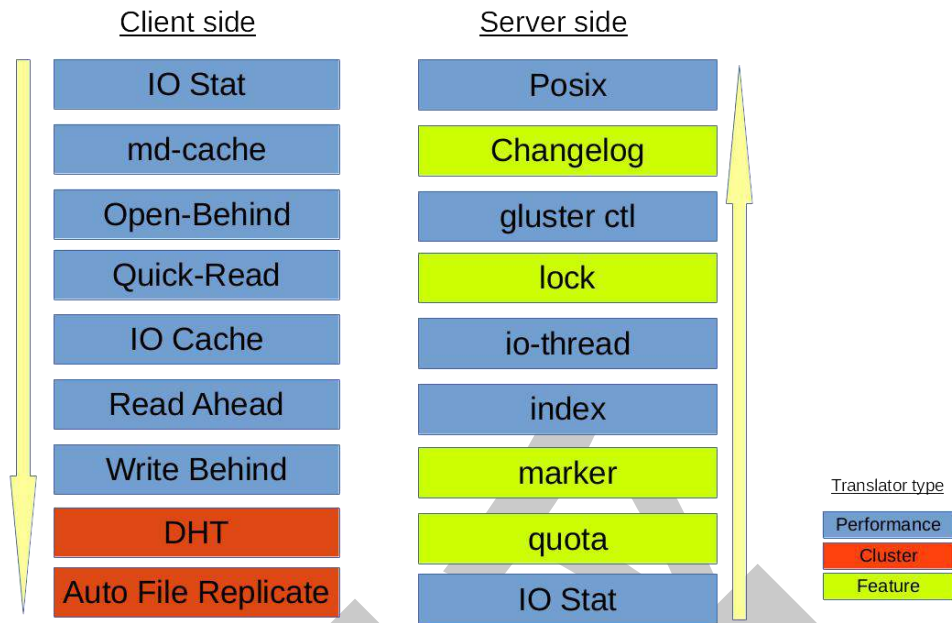 Client side
IO Stat
md-cache
Open-Behind
Quick-Read
IO Cache
Read Ahead
Write Behind
DHT
Auto File Replicate
Server side
Posix
Changelog
gluster ctl
lock
io-thread
index
marker
quota
IO Stat
Translator type
Performance
Cluster
Feature